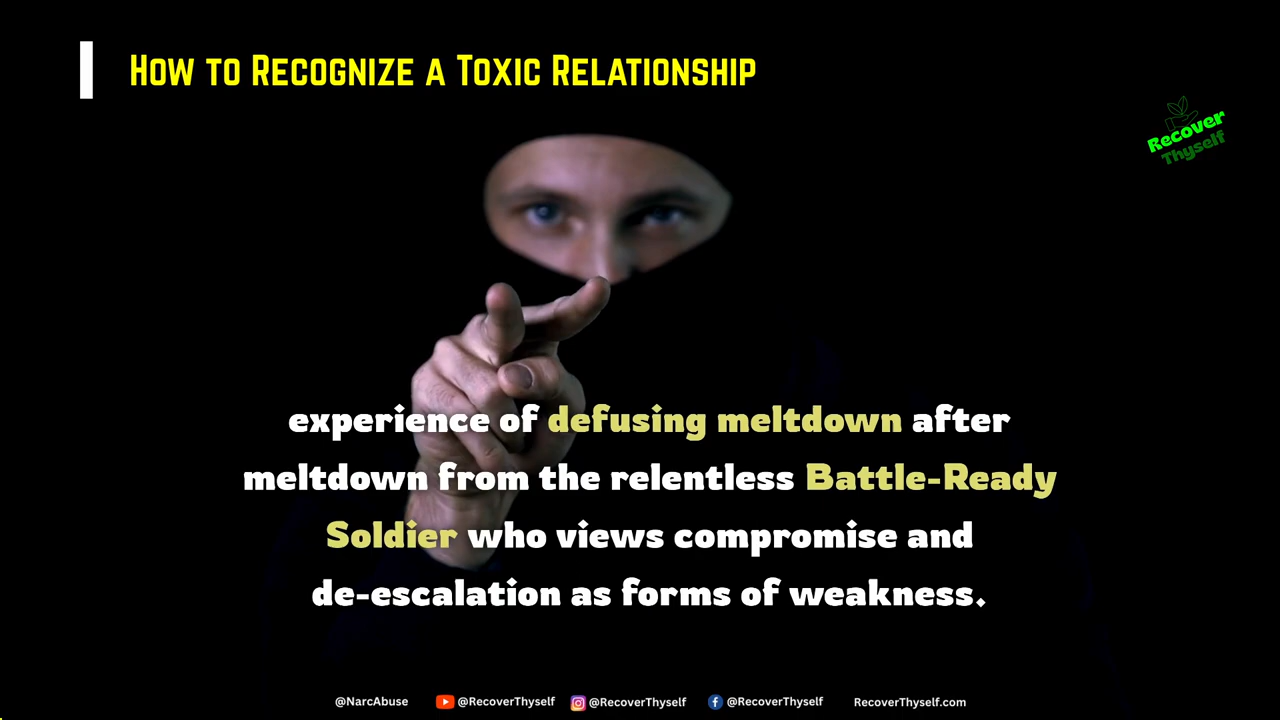 How to Recognize a Toxic Relationship
Recover
Thyself
experience of defusing meltdown after
meltdown from the relentless Battle-Ready
Soldier who views compromise and
de-escalation as forms of weakness.
@NarcAbuse @RecoverThyself @RecoverThyself @RecoverThyself RecoverThyself.com